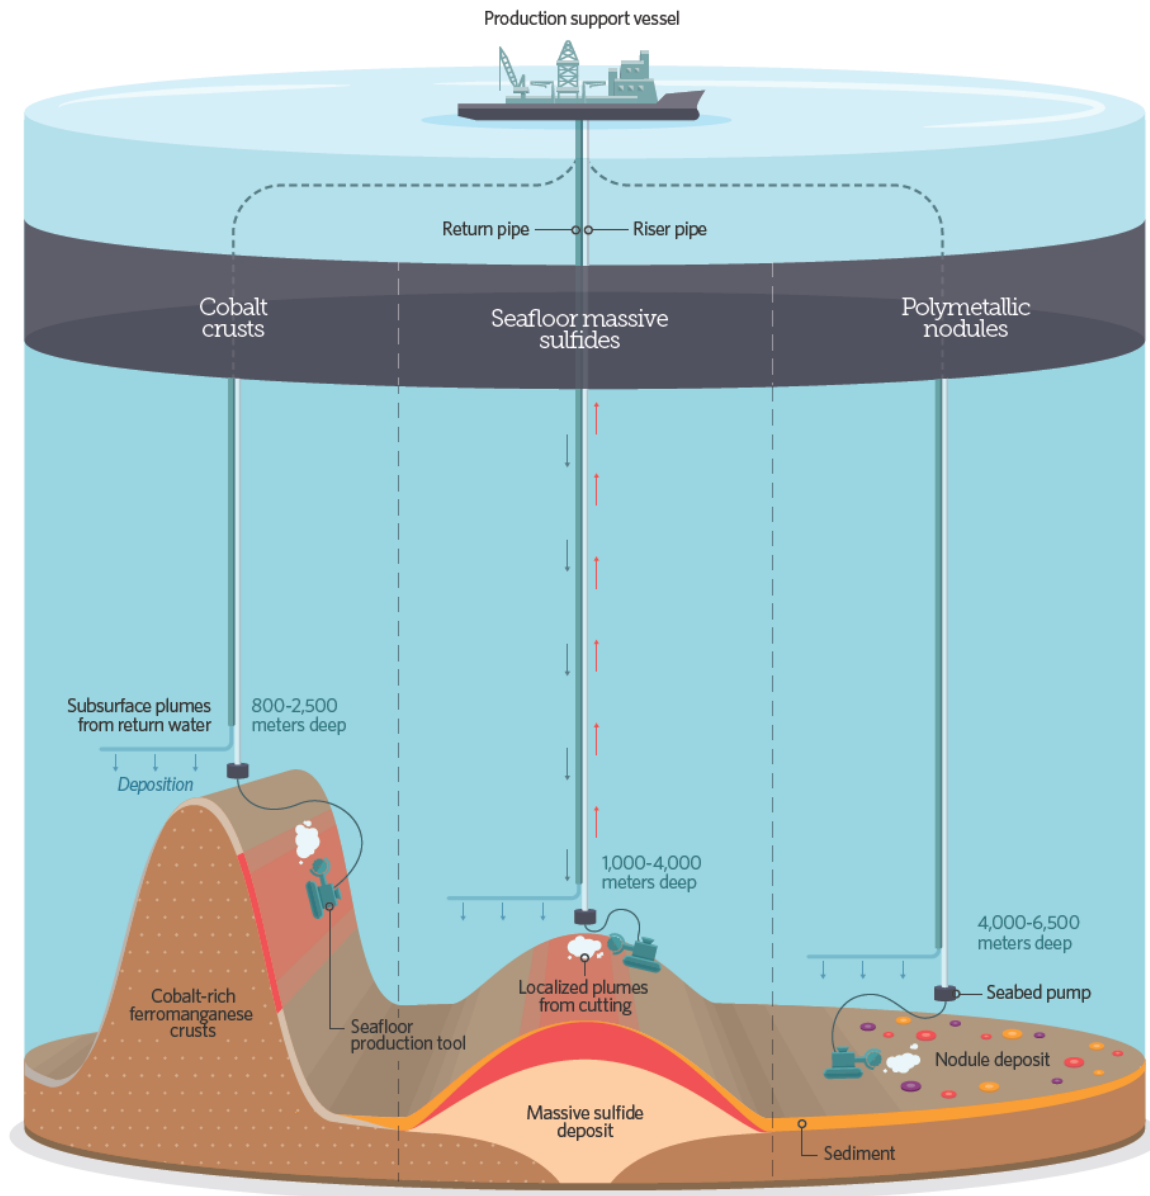 Production support vessel
Return pipe
Riser pipe
Cobalt
crusts
Seafloor massive
sulfides
Polymetallic
nodules
Subsurface plumes
from return water
800-2,500
meters deep
Deposition
1,000-4,000
meters deep
4,000-6,500
meters deep
Localized plumes
from cutting
Seabed pump
Cobalt-rich
ferromanganese
crusts
Seafloor
production tool
Nodule deposit
Massive sulfide
deposit
Sediment